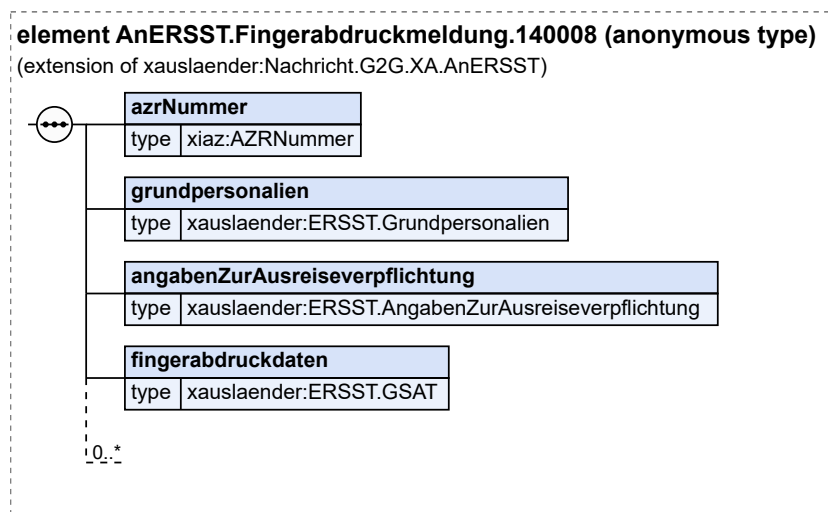 element AnERSST.Fingerabdruckmeldung.140008 (anonymous type)
(extension of xauslaender:Nachricht.G2G.XA.AnERSST)
azrNummer
type xiaz:AZRNummer
grundpersonalien
type xauslaender:ERSST.Grundpersonalien
angabenZurAusreiseverpflichtung
type xauslaender:ERSST.AngabenZurAusreiseverpflichtung
fingerabdruckdaten
type xauslaender:ERSST.GSAT
0..*